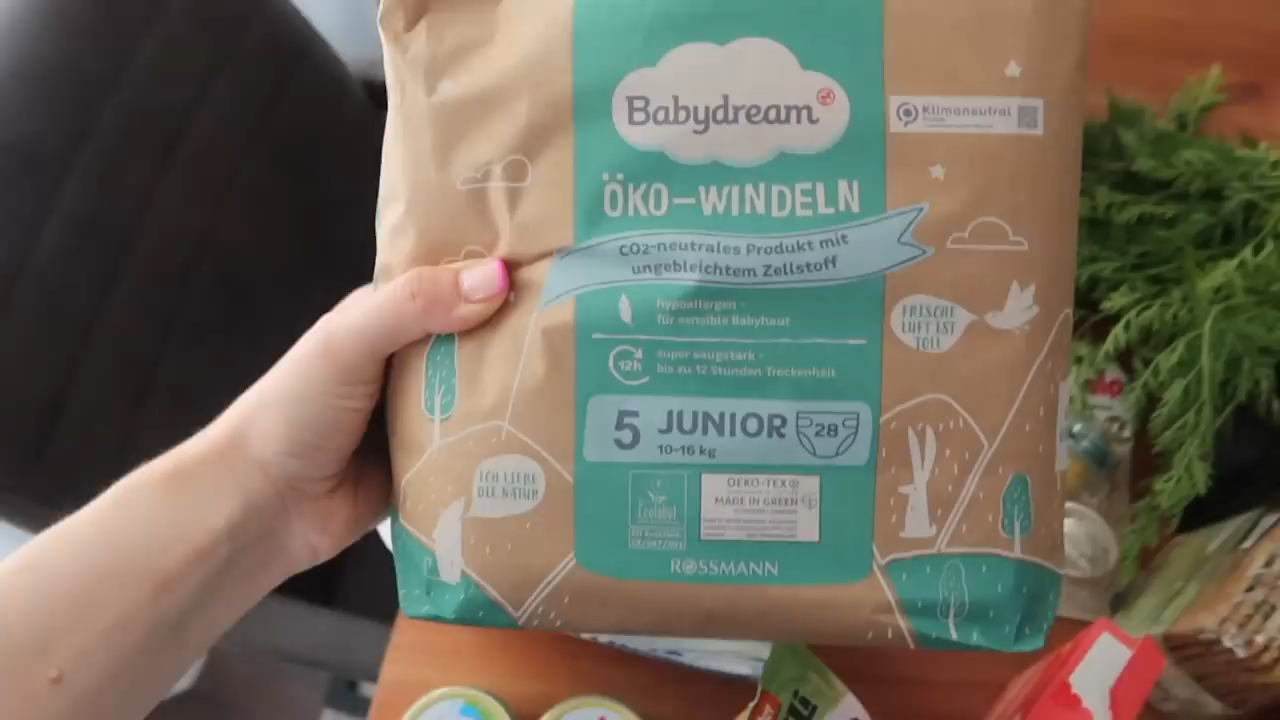 Babydream
Klimaneutral
ÖKO-WINDELN
CO2-neutrales Produkt mit
ungebleichtem Zellstoff
hypoallergen -
für sensible Babyhaut
FRISCHE
LUFT IST
TOLL
12h
super saugstark -
bis zu 12 Stunden Trockenheit
5 JUNIOR 28
10-16 kg
ICH LIEBE
DIE NATUR
Ecolabel
OEKO-TEX®
MADE IN GREEN
ROSSMANN